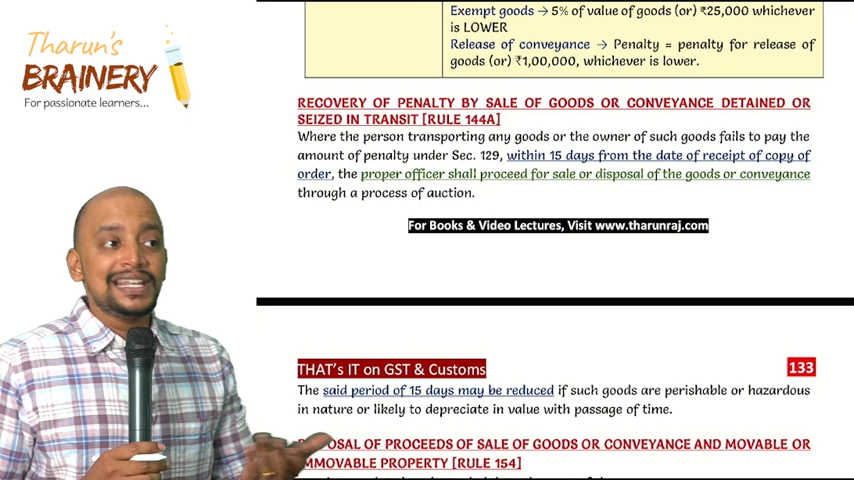 Tharun's
BRAINERY
For passionate learners...
Exempt goods → 5% of value of goods (or) ₹25,000 whichever
is LOWER
Release of conveyance → Penalty = penalty for release of
goods (or) ₹1,00,000, whichever is lower.
RECOVERY OF PENALTY BY SALE OF GOODS OR CONVEYANCE DETAINED OR
SEIZED IN TRANSIT [RULE 144A]
Where the person transporting any goods or the owner of such goods fails to pay the
amount of penalty under Sec. 129, within 15 days from the date of receipt of copy of
order, the proper officer shall proceed for sale or disposal of the goods or conveyance
through a process of auction.
For Books & Video Lectures, Visit www.tharunraj.com
THAT's IT on GST & Customs
133
The said period of 15 days may be reduced if such goods are perishable or hazardous
in nature or likely to depreciate in value with passage of time.
OF PROCEEDS OF SALE OF GOODS OR CONVEYANCE AND MOVABLE OR
PROPERTY [RULE 154]